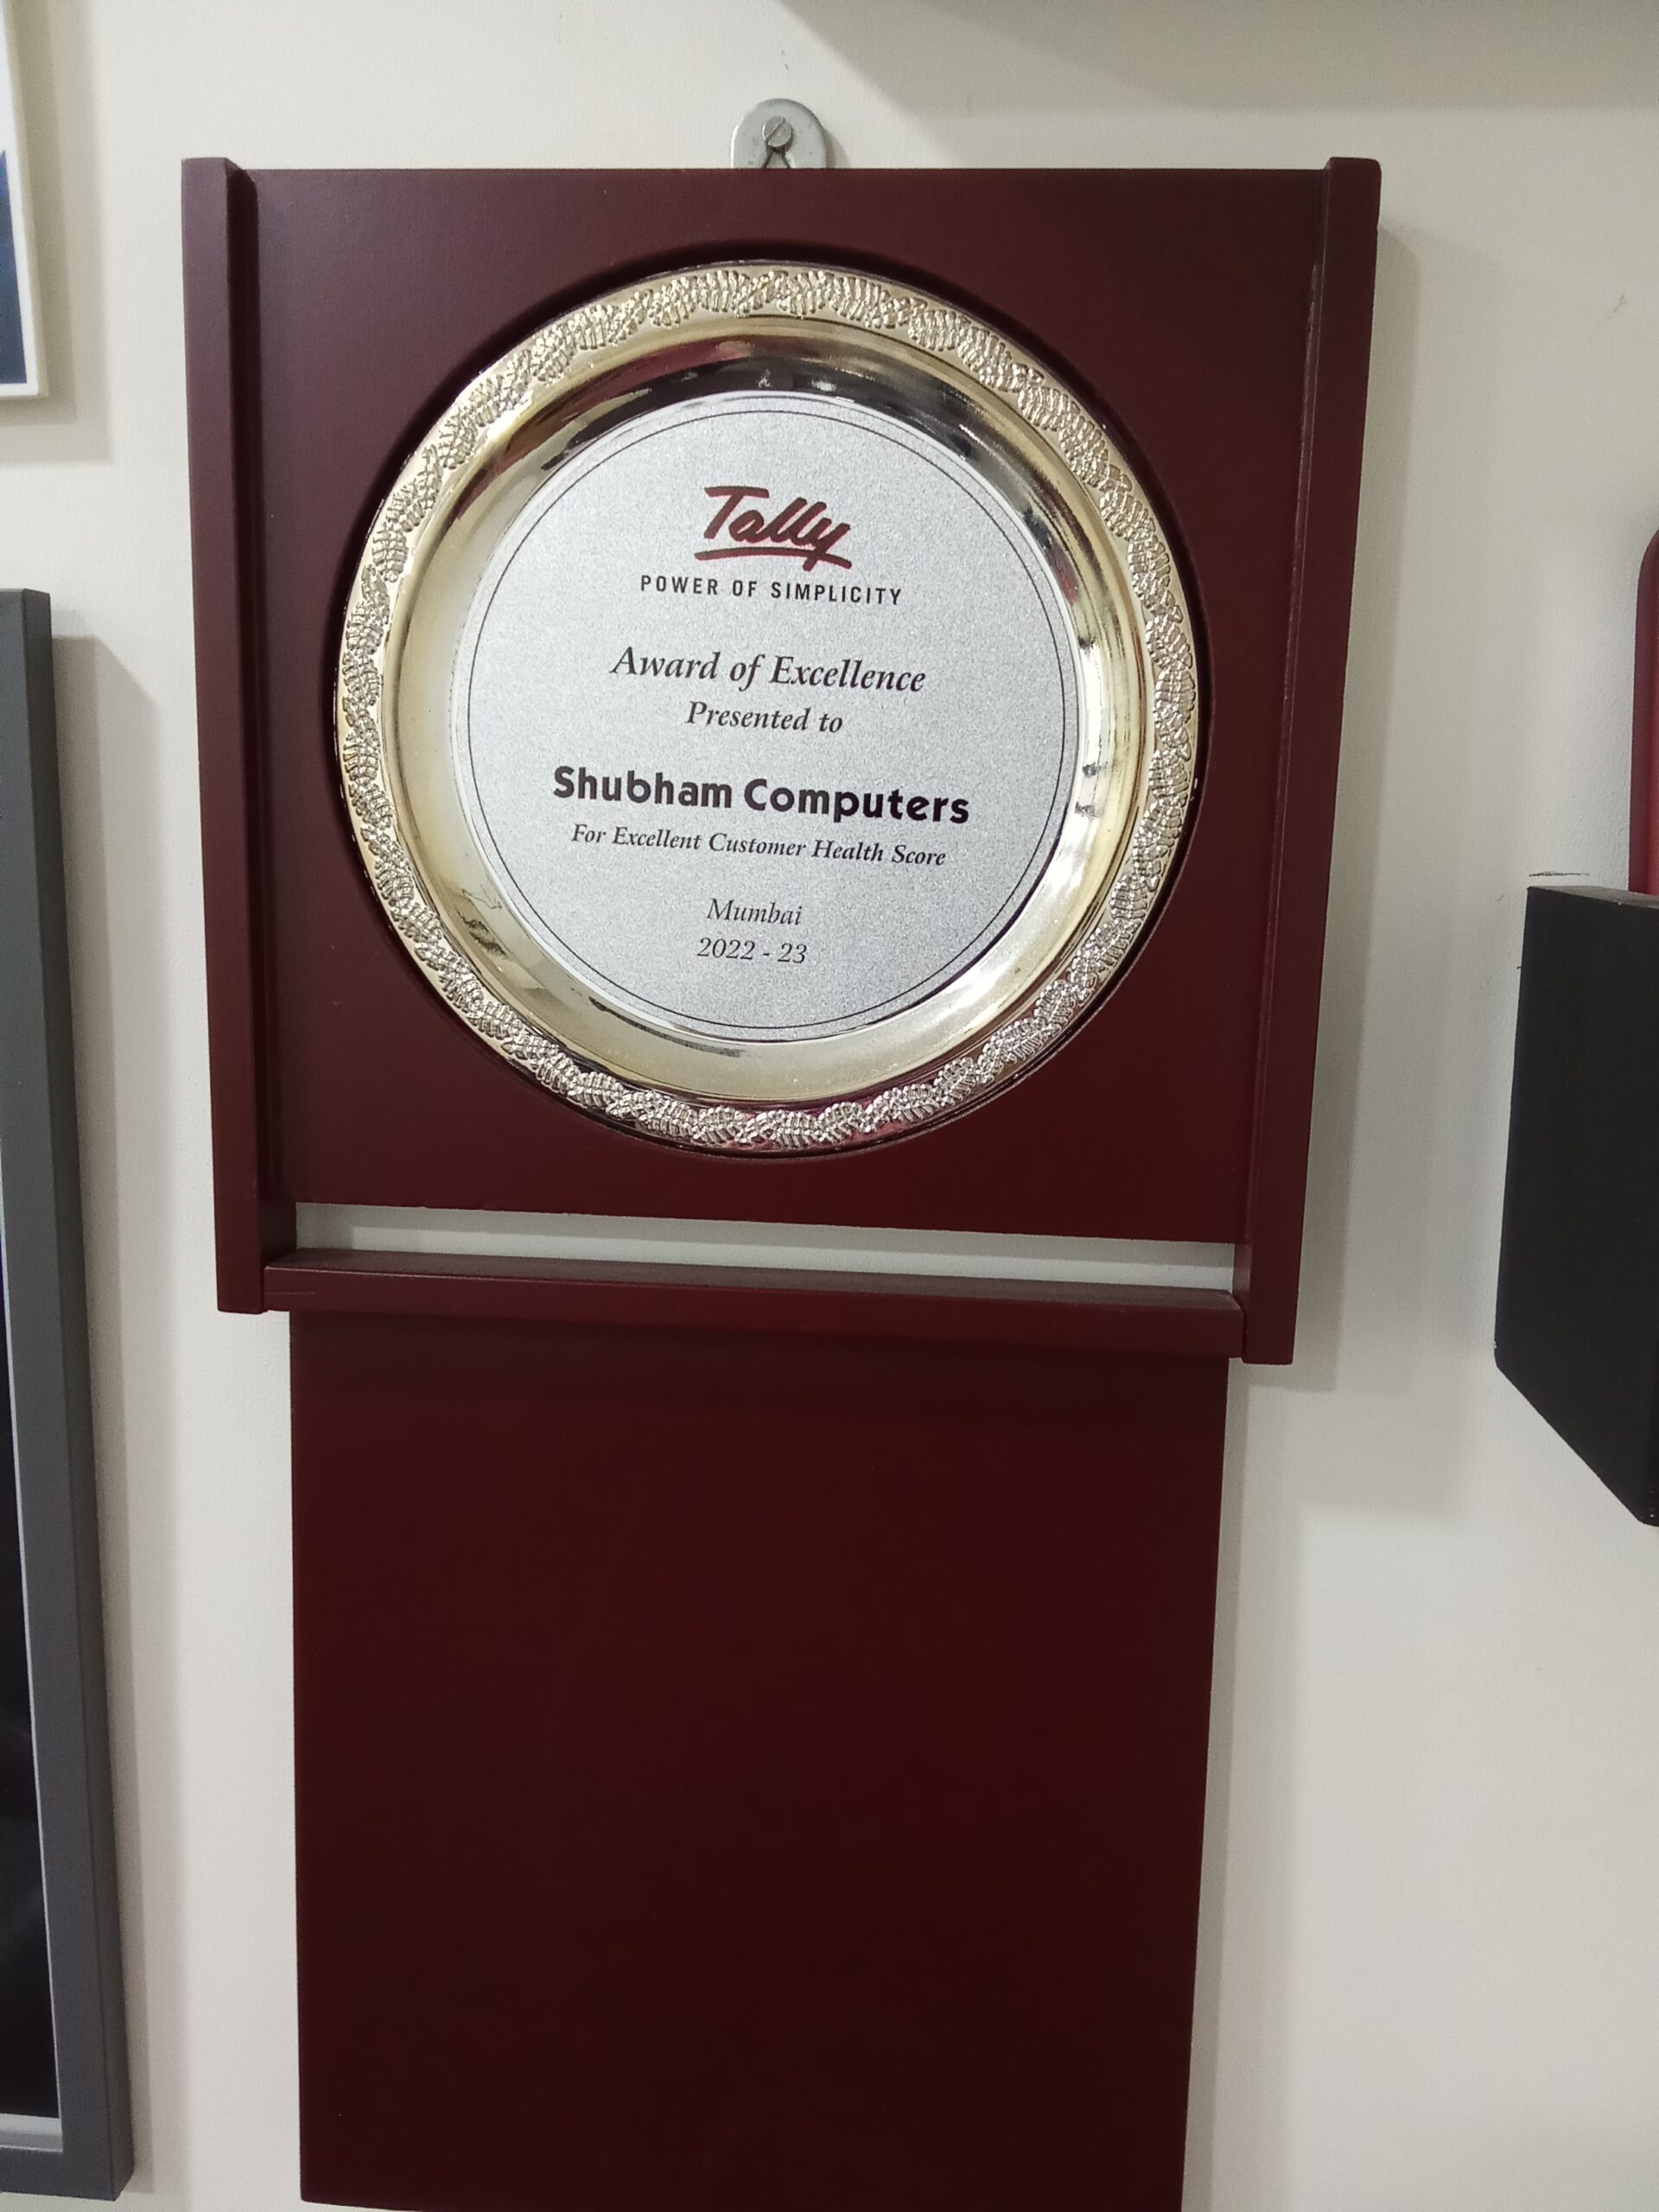 Tally
POWER OF SIMPLICITY
Award of Excellence
Presented to
Shubham Computers
For Excellent Customer Health Score
Mumbai
2022 - 23